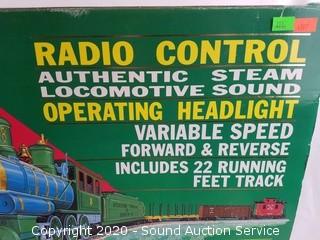 RADIO CONTROL
AUTHENTIC STEAM
LOCOMOTIVE SOUND
OPERATING HEADLIGHT
VARIABLE SPEED
FORWARD & REVERSE
INCLUDES 22 RUNNING
FEET TRACK
Copyright 2020 - Sound Auction Service